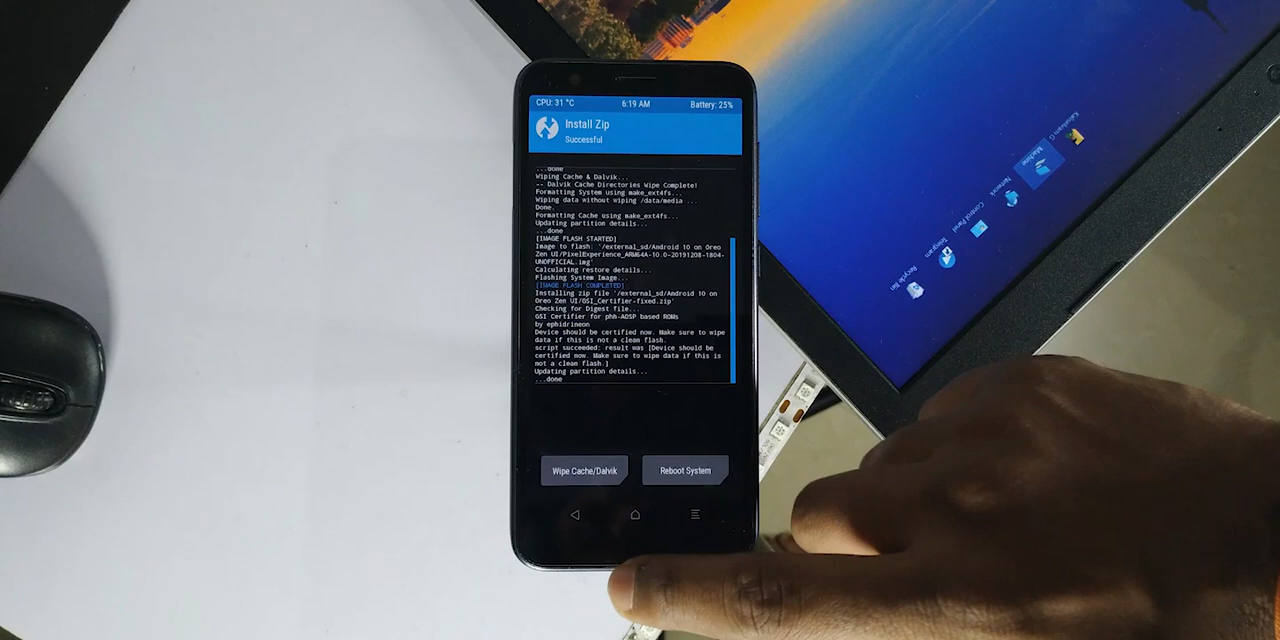 CPU: 31 °C 6:19 AM Battery: 25%
Install Zip
Successful
...done
Wiping Cache & Dalvik...
-- Dalvik Cache Directories Wipe Complete!
Formatting System using make_ext4fs...
Wiping data without wiping /data/media ...
Done.
Formatting Cache using make_ext4fs...
Updating partition details...
...done
[IMAGE FLASH STARTED]
Image to flash: '/external_sd/Android 10 on Oreo
Zen UI/PixelExperience_ARM64A-10.0-20191208-1804-
UNOFFICIAL.img'
Calculating restore details...
Flashing System Image...
[IMAGE FLASH COMPLETED]
Installing zip file '/external_sd/Android 10 on
Oreo Zen UI/GSI_Certifier-fixed.zip'
Checking for Digest file...
GSI Certifier for phh-AOSP based ROMs
by ephidrineon
Device should be certified now. Make sure to wipe
data if this is not a clean flash.
script succeeded: result was [Device should be
certified now. Make sure to wipe data if this is
not a clean flash.]
Updating partition details...
...done
Wipe Cache/Dalvik
Reboot System
Machine
Network
Control Panel
Telegram
Recycle Bin